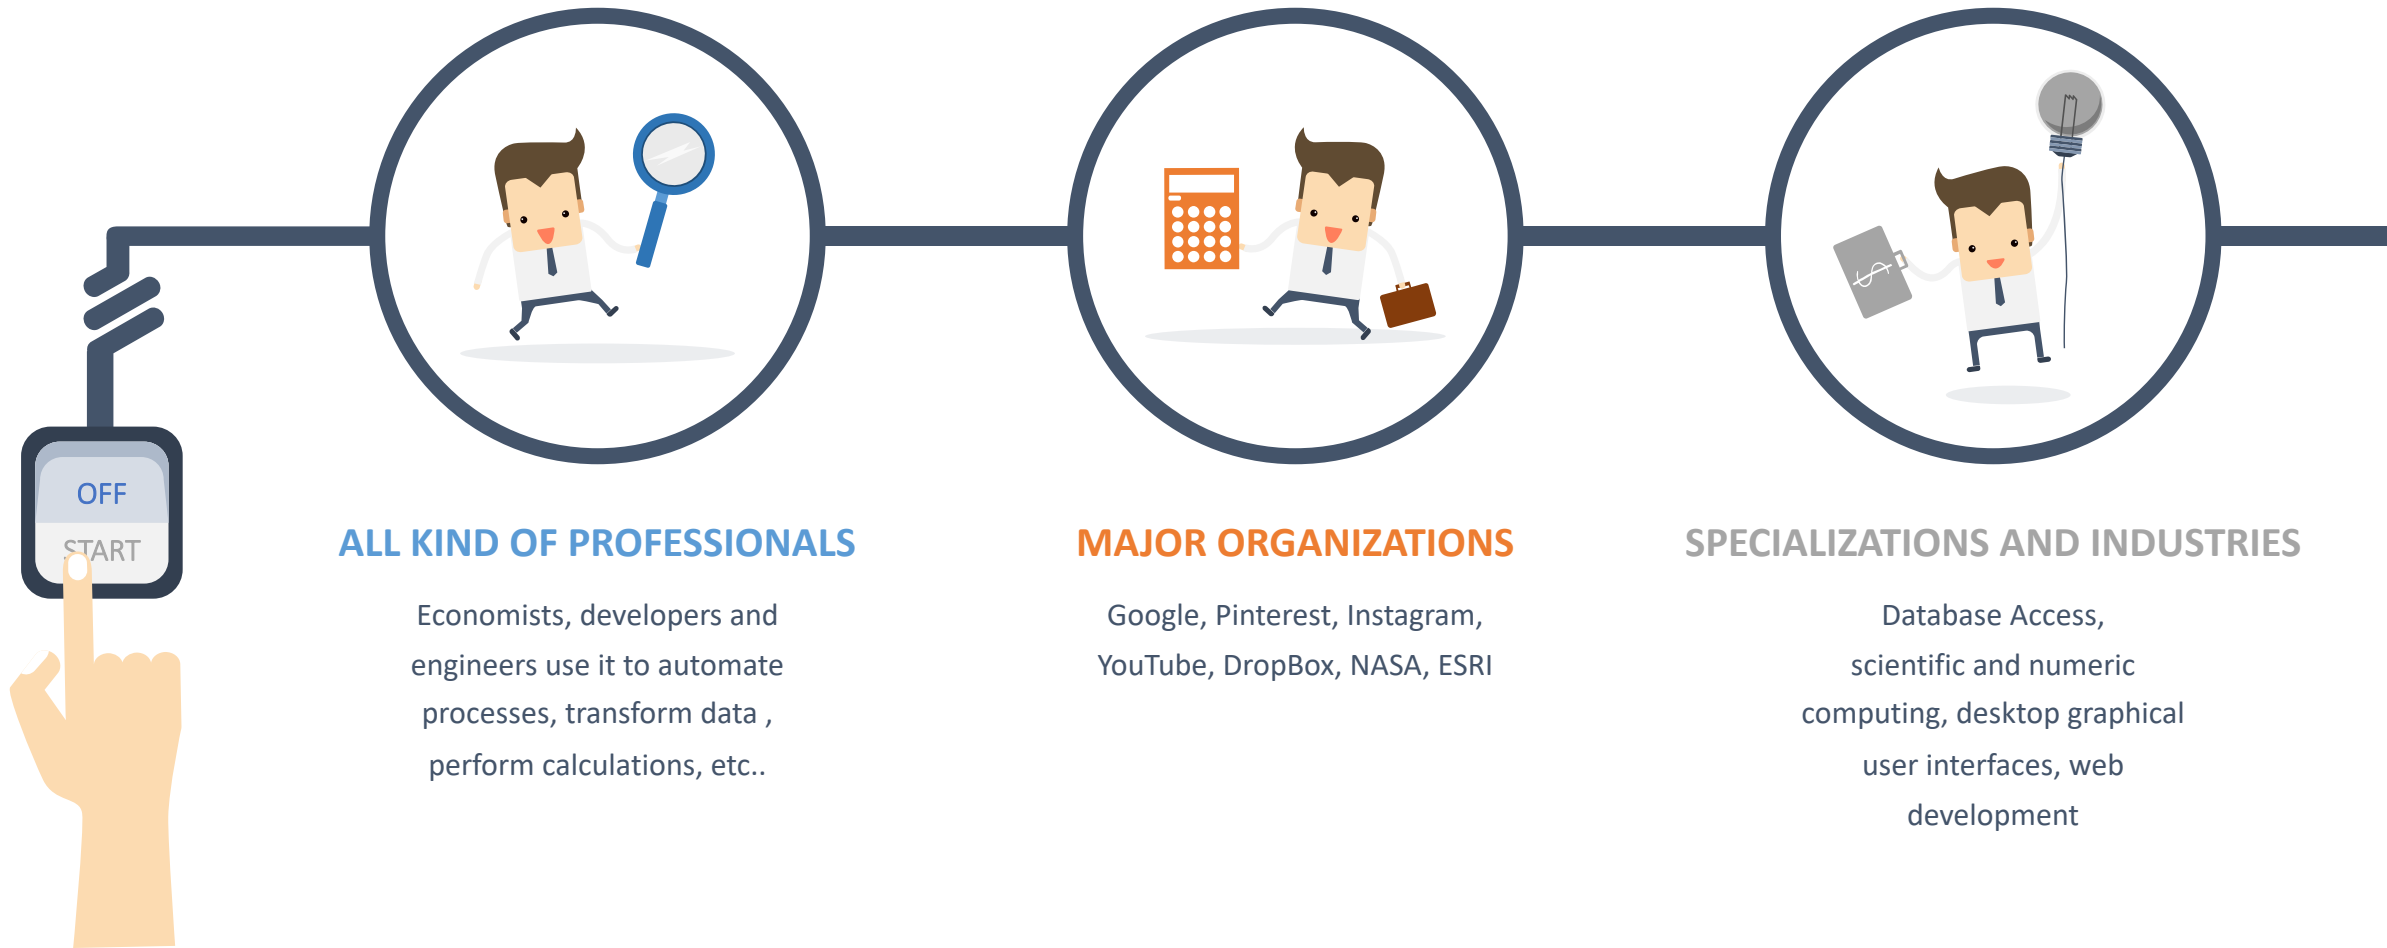 OFF
START
ALL KIND OF PROFESSIONALS
Economists, developers and
engineers use it to automate
processes, transform data ,
perform calculations, etc..
MAJOR ORGANIZATIONS
Google, Pinterest, Instagram,
YouTube, DropBox, NASA, ESRI
SPECIALIZATIONS AND INDUSTRIES
Database Access,
scientific and numeric
computing, desktop graphical
user interfaces, web
development
$